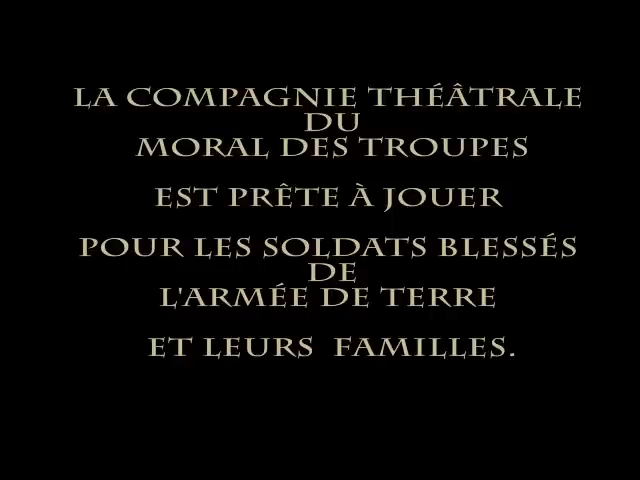 LA COMPAGNIE THÉÂTRALE
DU
MORAL DES TROUPES
EST PRÊTE À JOUER
POUR LES SOLDATS BLESSÉS
DE
L'ARMÉE DE TERRE
ET LEURS FAMILLES.